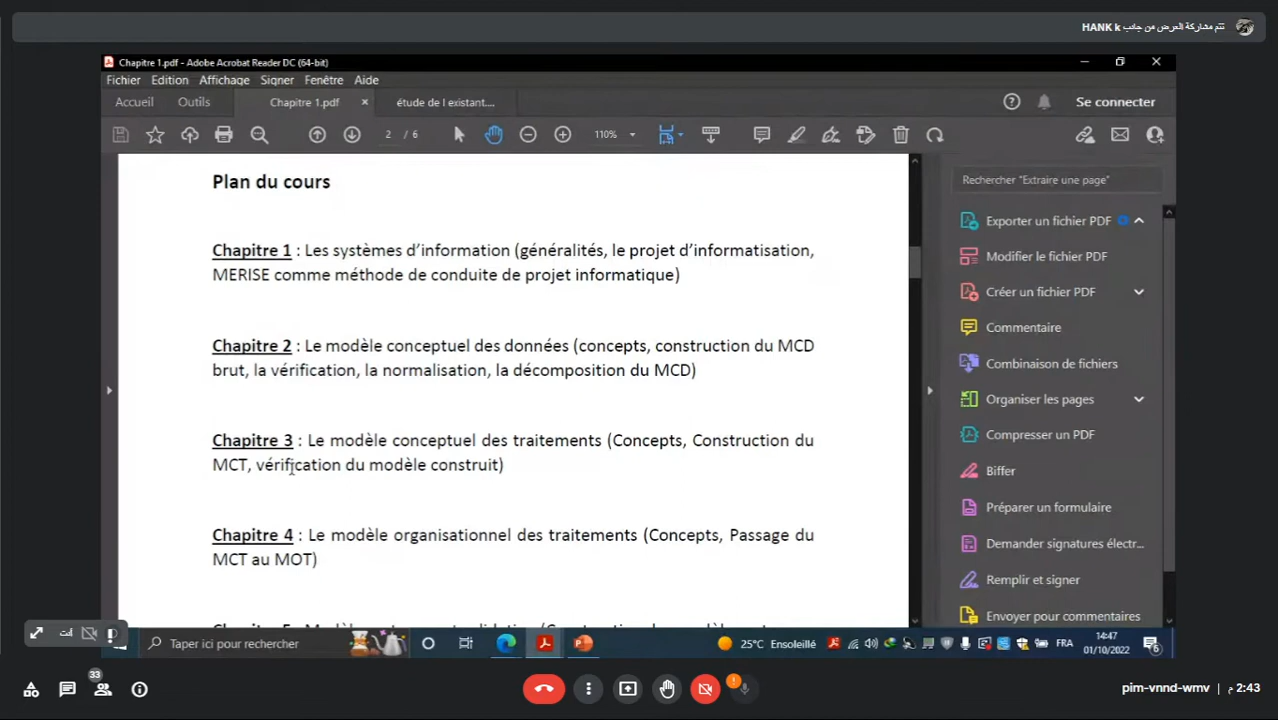 تتم مشاركة العرض من جانب HANK k
Chapitre 1.pdf - Adobe Acrobat Reader DC (64-bit)
Fichier Edition Affichage Signer Fenêtre Aide
Accueil Outils Chapitre 1.pdf × étude de l existant... Se connecter
2 / 6 110%
Plan du cours
Chapitre 1 : Les systèmes d’information (généralités, le projet d’informatisation,
MERISE comme méthode de conduite de projet informatique)
Chapitre 2 : Le modèle conceptuel des données (concepts, construction du MCD
brut, la vérification, la normalisation, la décomposition du MCD)
Chapitre 3 : Le modèle conceptuel des traitements (Concepts, Construction du
MCT, vérification du modèle construit)
Chapitre 4 : Le modèle organisationnel des traitements (Concepts, Passage du
MCT au MOT)
Rechercher "Extraire une page"
Exporter un fichier PDF
Modifier le fichier PDF
Créer un fichier PDF
Commentaire
Combinaison de fichiers
Organiser les pages
Compresser un PDF
Biffer
Préparer un formulaire
Demander signatures électr...
Remplir et signer
Envoyer pour commentaires
أنت
Taper ici pour rechercher
25°C Ensoleillé
FRA
14:47
01/10/2022
6
33
pim-vnnd-wmv | 2:43 م